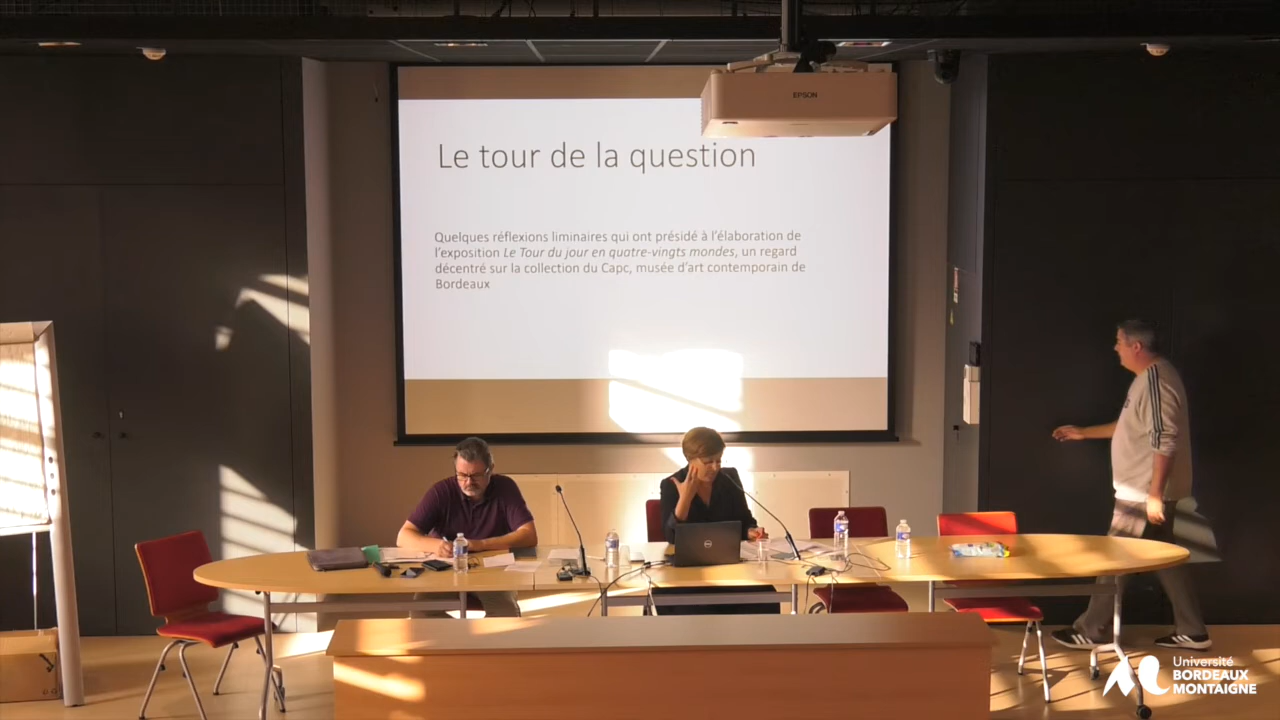 EPSON
Le tour de la question
Quelques réflexions liminaires qui ont présidé à l'élaboration de
l'exposition Le Tour du jour en quatre-vingts mondes, un regard
décentré sur la collection du Capc, musée d'art contemporain de
Bordeaux
DELL
Université
BORDEAUX
MONTAIGNE